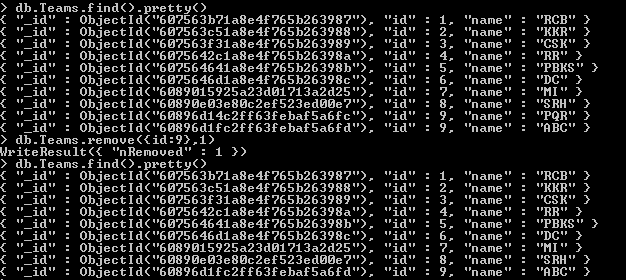 > db.Teams.find().pretty()
{ "_id" : ObjectId("607563b71a8e4f765b263987"), "id" : 1, "name" : "RCB" }
{ "_id" : ObjectId("607563c51a8e4f765b263988"), "id" : 2, "name" : "KKR" }
{ "_id" : ObjectId("607563f31a8e4f765b263989"), "id" : 3, "name" : "CSK" }
{ "_id" : ObjectId("6075642c1a8e4f765b26398a"), "id" : 4, "name" : "RR" }
{ "_id" : ObjectId("607564641a8e4f765b26398b"), "id" : 5, "name" : "PBKS" }
{ "_id" : ObjectId("6075646d1a8e4f765b26398c"), "id" : 6, "name" : "DC" }
{ "_id" : ObjectId("6089015925a23d01713a2d25"), "id" : 7, "name" : "MI" }
{ "_id" : ObjectId("60890e03e80c2ef523ed00e7"), "id" : 8, "name" : "SRH" }
{ "_id" : ObjectId("6096d14c2ff63febaf5a6fc"), "id" : 9, "name" : "PQR" }
{ "_id" : ObjectId("60896d1fc2ff63febaf5a6fd"), "id" : 9, "name" : "ABC" }
> db.Teams.remove({id:9},1)
WriteResult({ "nRemoved" : 1 })
> db.Teams.find().pretty()
{ "_id" : ObjectId("607563b71a8e4f765b263987"), "id" : 1, "name" : "RCB" }
{ "_id" : ObjectId("607563c51a8e4f765b263988"), "id" : 2, "name" : "KKR" }
{ "_id" : ObjectId("607563f31a8e4f765b263989"), "id" : 3, "name" : "CSK" }
{ "_id" : ObjectId("6075642c1a8e4f765b26398a"), "id" : 4, "name" : "RR" }
{ "_id" : ObjectId("607564641a8e4f765b26398b"), "id" : 5, "name" : "PBKS" }
{ "_id" : ObjectId("6075646d1a8e4f765b26398c"), "id" : 6, "name" : "DC" }
{ "_id" : ObjectId("6089015925a23d01713a2d25"), "id" : 7, "name" : "MI" }
{ "_id" : ObjectId("60890e03e80c2ef523ed00e7"), "id" : 8, "name" : "SRH" }
{ "_id" : ObjectId("60896d1fc2ff63febaf5a6fd"), "id" : 9, "name" : "ABC" }